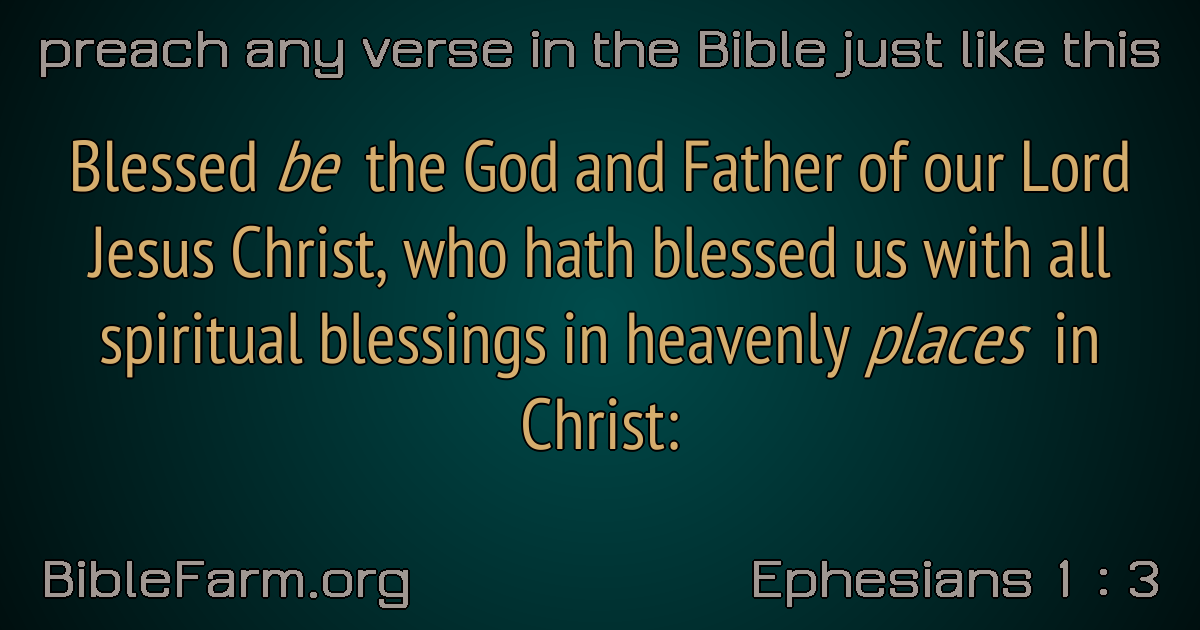 preach any verse in the Bible just like this
Blessed be the God and Father of our Lord
Jesus Christ, who hath blessed us with all
spiritual blessings in heavenly places in
Christ:
BibleFarm.org
Ephesians 1 : 3